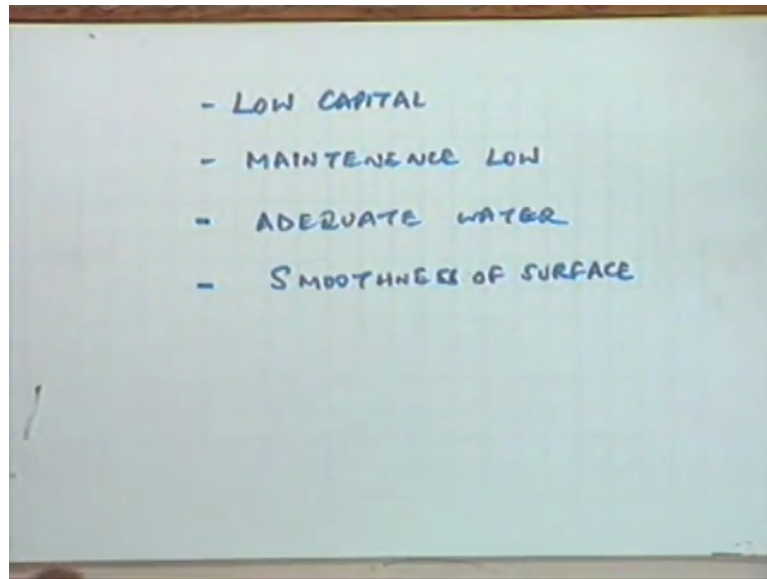 - LOW CAPITAL
- MAINTENENCE LOW
- ADEQUATE WATER
- SMOOTHNESS OF SURFACE